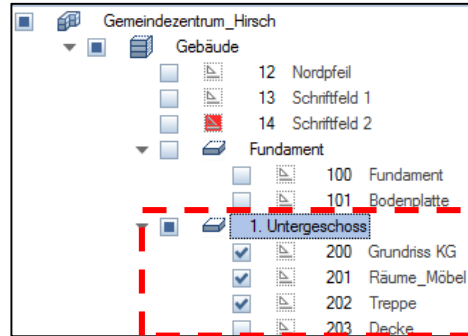 Gemeindezentrum_Hirsch
Gebäude
12 Nordpfeil
13 Schriftfeld 1
14 Schriftfeld 2
Fundament
100 Fundament
101 Bodenplatte
1. Untergeschoss
200 Grundriss KG
201 Räume_Möbel
202 Treppe
203 Decke